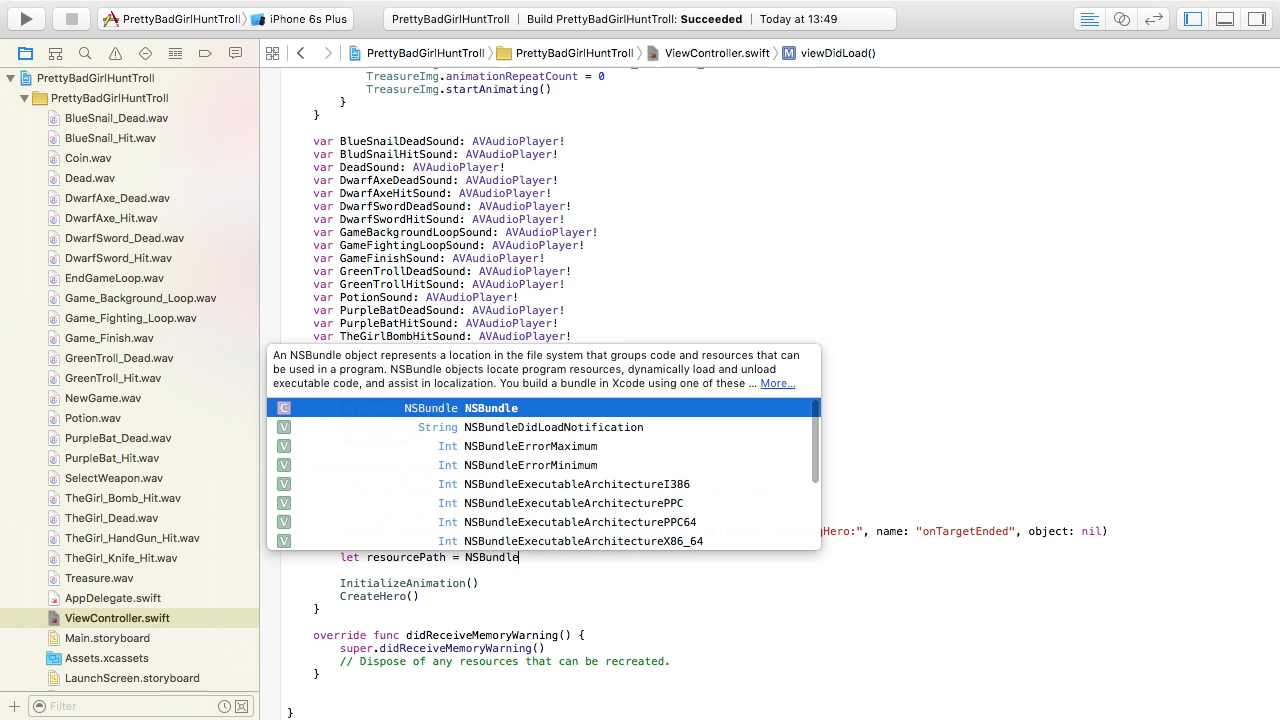 PrettyBadGirlHuntTroll 〉 iPhone 6s Plus
PrettyBadGirlHuntTroll | Build PrettyBadGirlHuntTroll: Succeeded | Today at 13:49
PrettyBadGirlHuntTroll 〉 PrettyBadGirlHuntTroll 〉 ViewController.swift 〉 M viewDidLoad()
PrettyBadGirlHuntTroll
PrettyBadGirlHuntTroll
BlueSnail_Dead.wav
BlueSnail_Hit.wav
Coin.wav
Dead.wav
DwarfAxe_Dead.wav
DwarfAxe_Hit.wav
DwarfSword_Dead.wav
DwarfSword_Hit.wav
EndGameLoop.wav
Game_Background_Loop.wav
Game_Fighting_Loop.wav
Game_Finish.wav
GreenTroll_Dead.wav
GreenTroll_Hit.wav
NewGame.wav
Potion.wav
PurpleBat_Dead.wav
PurpleBat_Hit.wav
SelectWeapon.wav
TheGirl_Bomb_Hit.wav
TheGirl_Dead.wav
TheGirl_HandGun_Hit.wav
TheGirl_Knife_Hit.wav
Treasure.wav
AppDelegate.swift
ViewController.swift
Main.storyboard
Assets.xcassets
LaunchScreen.storyboard
Filter
TreasureImg.animationRepeatCount = 0
TreasureImg.startAnimating()
}
}
var BlueSnailDeadSound: AVAudioPlayer!
var BludSnailHitSound: AVAudioPlayer!
var DeadSound: AVAudioPlayer!
var DwarfAxeDeadSound: AVAudioPlayer!
var DwarfAxeHitSound: AVAudioPlayer!
var DwarfSwordDeadSound: AVAudioPlayer!
var DwarfSwordHitSound: AVAudioPlayer!
var GameBackgroundLoopSound: AVAudioPlayer!
var GameFightingLoopSound: AVAudioPlayer!
var GameFinishSound: AVAudioPlayer!
var GreenTrollDeadSound: AVAudioPlayer!
var GreenTrollHitSound: AVAudioPlayer!
var PotionSound: AVAudioPlayer!
var PurpleBatDeadSound: AVAudioPlayer!
var PurpleBatHitSound: AVAudioPlayer!
var TheGirlBombHitSound: AVAudioPlayer!
An NSBundle object represents a location in the file system that groups code and resources that can
be used in a program. NSBundle objects locate program resources, dynamically load and unload
executable code, and assist in localization. You build a bundle in Xcode using one of these ... More...
C NSBundle NSBundle
V String NSBundleDidLoadNotification
V Int NSBundleErrorMaximum
V Int NSBundleErrorMinimum
V Int NSBundleExecutableArchitectureI386
V Int NSBundleExecutableArchitecturePPC
V Int NSBundleExecutableArchitecturePPC64
V Int NSBundleExecutableArchitectureX86_64
gHero:", name: "onTargetEnded", object: nil)
let resourcePath = NSBundle
InitializeAnimation()
CreateHero()
}
override func didReceiveMemoryWarning() {
super.didReceiveMemoryWarning()
// Dispose of any resources that can be recreated.
}
}